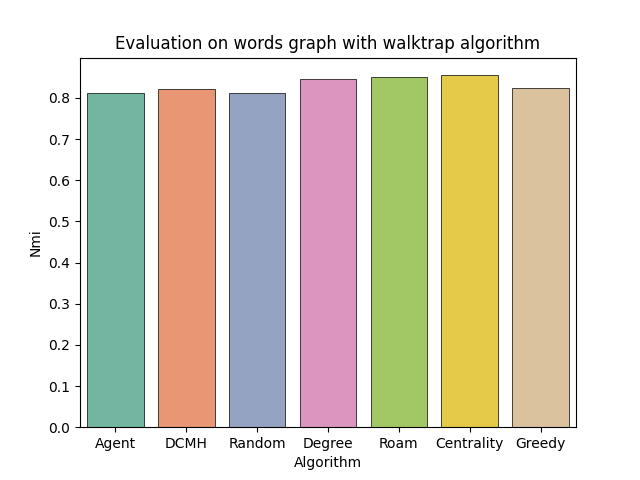 Evaluation on words graph with walktrap algorithm
Nmi
0.8
0.7
0.6
0.5
0.4
0.3
0.2
0.1
0.0
Agent DCMH Random Degree Roam Centrality Greedy
Algorithm